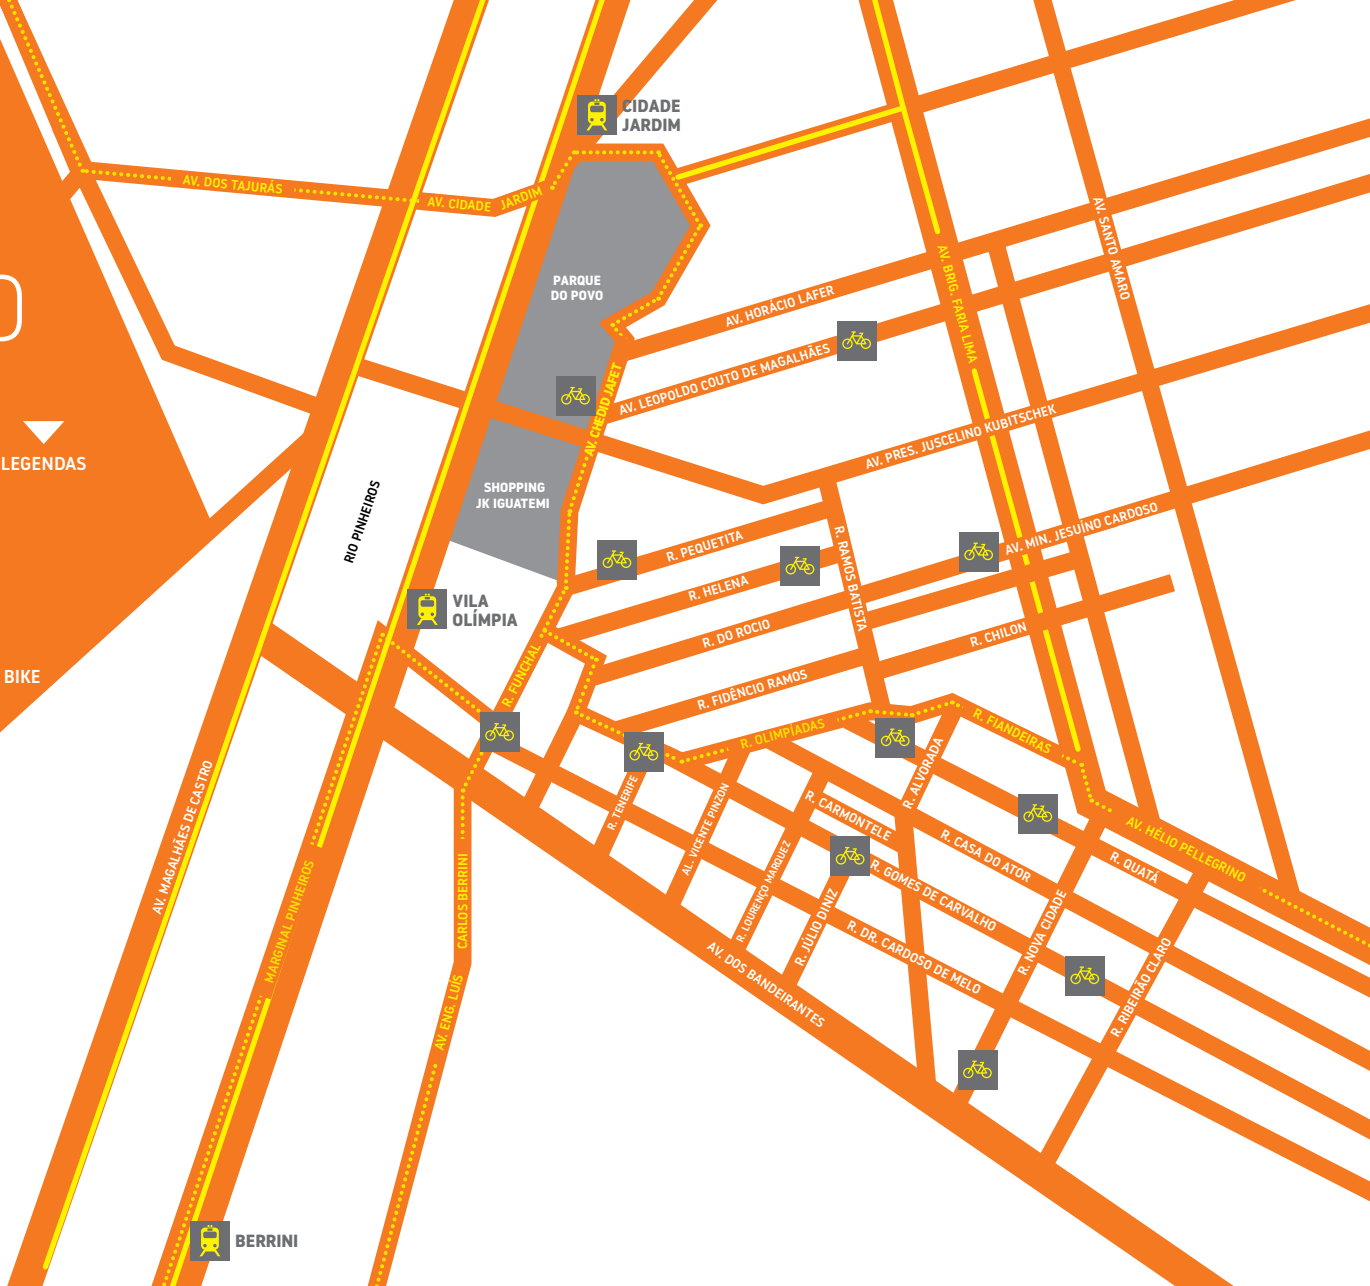 CIDADE
JARDIM
AV. DOS TAJURÁS
AV. CIDADE JARDIM
AV. SANTO AMARO
PARQUE
DO POVO
AV. HORÁCIO LAFER
AV. BRIG. FARIA LIMA
AV. LEOPOLDO COUTO DE MAGALHÃES
AV. CHEDID JAFET
AV. PRES. JUSCELINO KUBITSCHEK
LEGENDAS
SHOPPING
JK IGUATEMI
RIO PINHEIROS
R. PEQUETITA
R. RAMOS BATISTA
AV. MIN. JESUÍNO CARDOSO
R. HELENA
VILA
OLÍMPIA
R. DO ROCIO
R. CHILON
BIKE
R. FUNCHAL
R. FIDÊNCIO RAMOS
R. OLIMPÍADAS
R. FIANDEIRAS
R. ALVORADA
R. TENERIFE
AL. VICENTE PINZON
R. CARMONTELE
AV. MAGALHÃES DE CASTRO
AV. HÉLIO PELLEGRINO
R. QUATÁ
R. CASA DO ATOR
R. LOURENÇO MARQUEZ
R. GOMES DE CARVALHO
MARGINAL PINHEIROS
CARLOS BERRINI
R. JÚLIO DINIZ
R. NOVA CIDADE
R. DR. CARDOSO DE MELO
R. RIBEIRÃO CLARO
AV. DOS BANDEIRANTES
AV. ENG. LUÍS
BERRINI